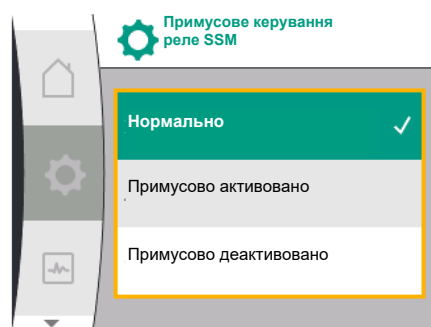 Примусове керування
реле SSM
Нормально
Примусово активовано
Примусово деактивовано